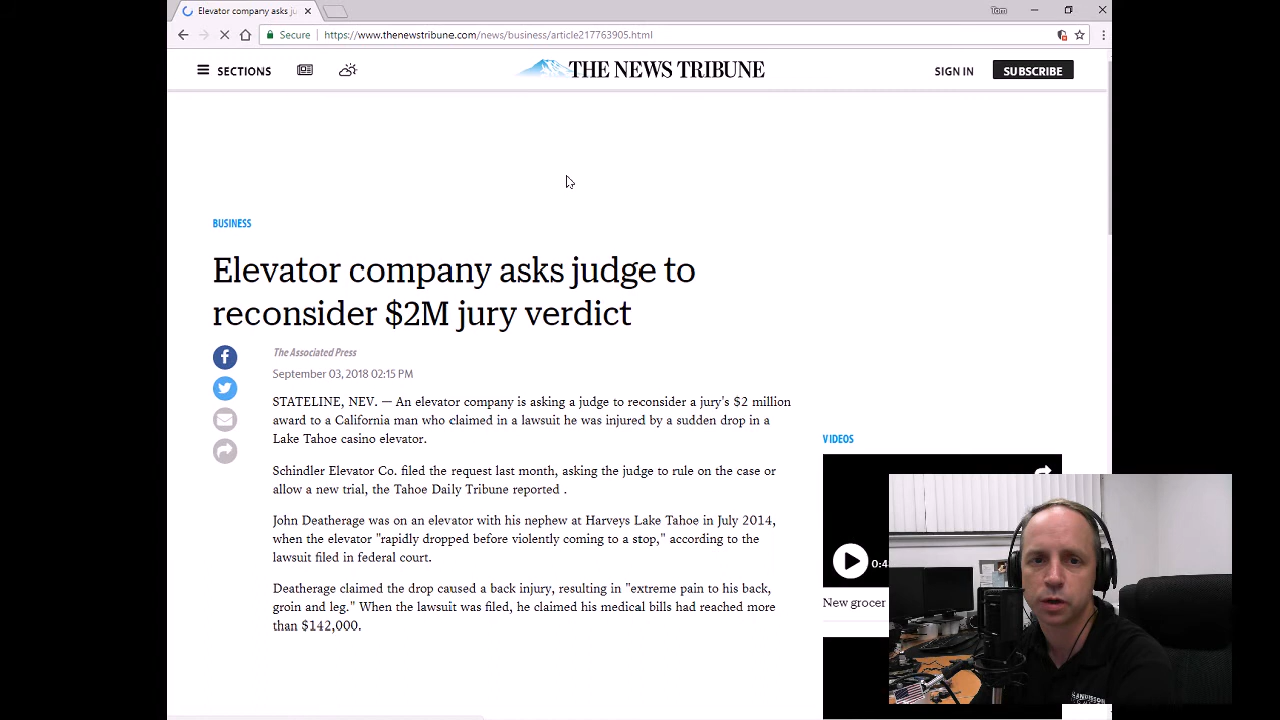 Elevator company asks ju
Tom
Secure
https://www.thenewstribune.com/news/business/article217763905.html
SECTIONS
THE NEWS TRIBUNE
SIGN IN
SUBSCRIBE
BUSINESS
Elevator company asks judge to
reconsider $2M jury verdict
The Associated Press
September 03, 2018 02:15 PM
STATELINE, NEV. — An elevator company is asking a judge to reconsider a jury's $2 million
award to a California man who claimed in a lawsuit he was injured by a sudden drop in a
Lake Tahoe casino elevator.
Schindler Elevator Co. filed the request last month, asking the judge to rule on the case or
allow a new trial, the Tahoe Daily Tribune reported .
John Deatherage was on an elevator with his nephew at Harveys Lake Tahoe in July 2014,
when the elevator "rapidly dropped before violently coming to a stop," according to the
lawsuit filed in federal court.
Deatherage claimed the drop caused a back injury, resulting in "extreme pain to his back,
groin and leg." When the lawsuit was filed, he claimed his medical bills had reached more
than $142,000.
VIDEOS
0:4
New grocer
ANDERSON